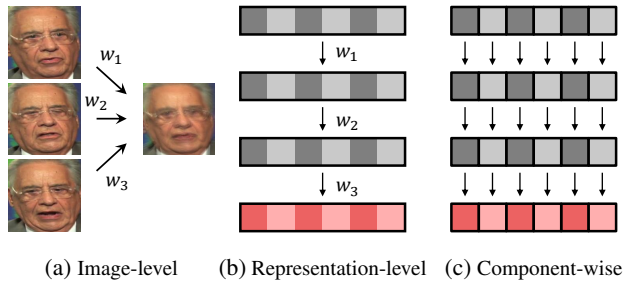 w₁
w₂
w₃
w₁
w₂
w₃
(a) Image-level
(b) Representation-level
(c) Component-wise